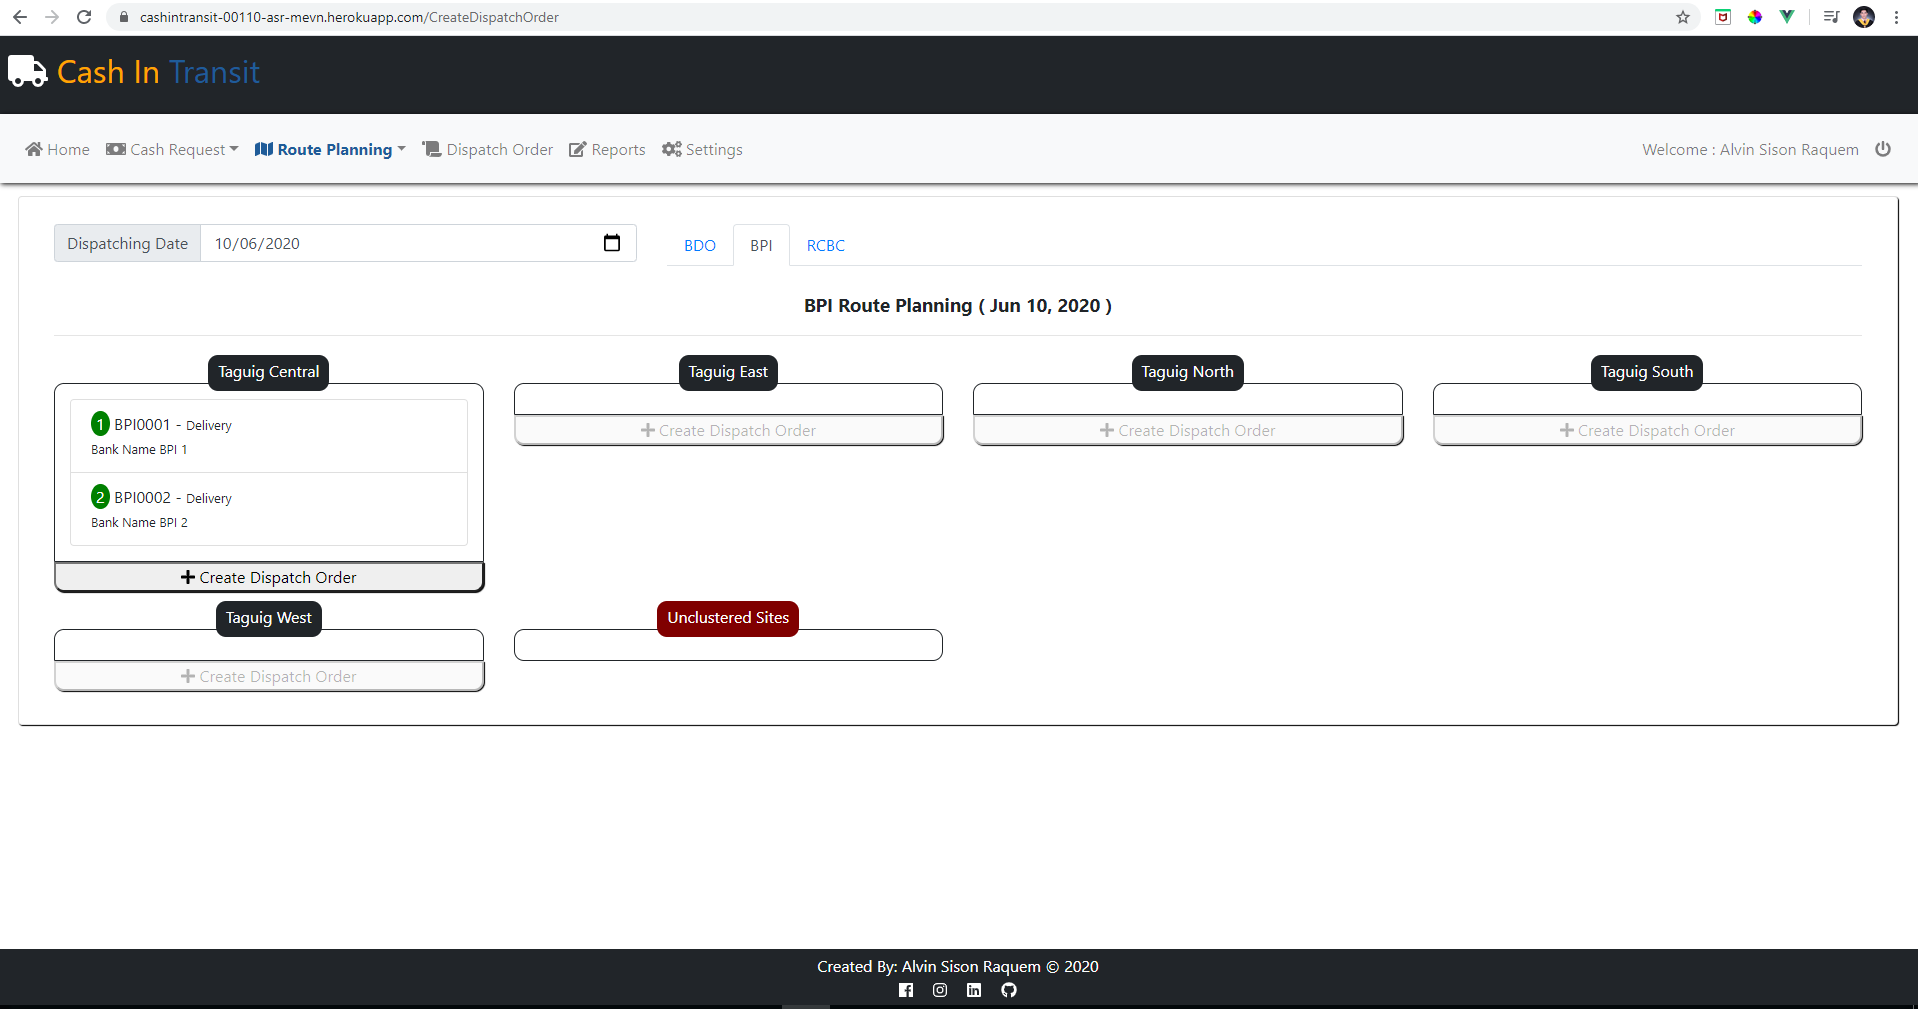 cashintransit-00110-asr-mevn.herokuapp.com/CreateDispatchOrder
Cash In Transit
Home Cash Request Route Planning Dispatch Order Reports Settings Welcome : Alvin Sison Raquem
Dispatching Date 10/06/2020 BDO BPI RCBC
BPI Route Planning ( Jun 10, 2020 )
Taguig Central
1 BPI0001 - Delivery
Bank Name BPI 1
2 BPI0002 - Delivery
Bank Name BPI 2
Create Dispatch Order
Taguig East
Create Dispatch Order
Taguig North
Create Dispatch Order
Taguig South
Create Dispatch Order
Taguig West
Create Dispatch Order
Unclustered Sites
Created By: Alvin Sison Raquem © 2020